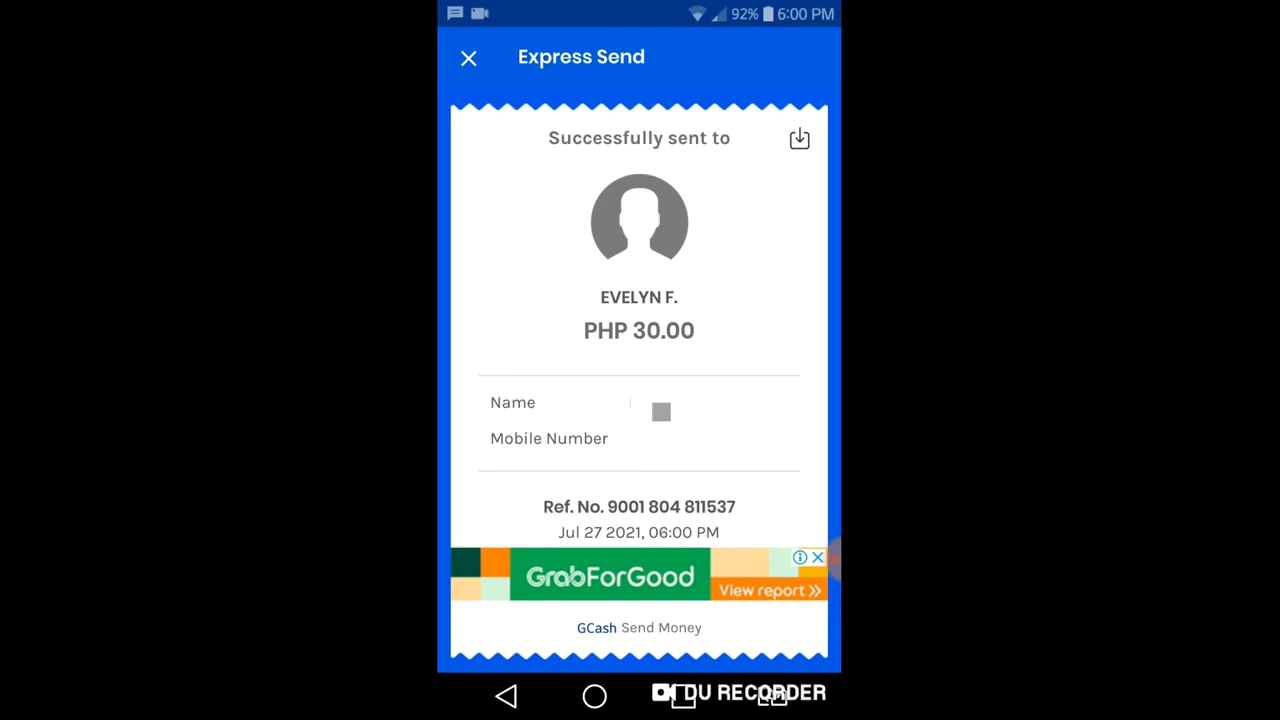 92% 6:00 PM
Express Send
Successfully sent to
EVELYN F.
PHP 30.00
Name
Mobile Number
Ref. No. 9001 804 811537
Jul 27 2021, 06:00 PM
GrabForGood
View report >>
GCash Send Money
DU RECORDER